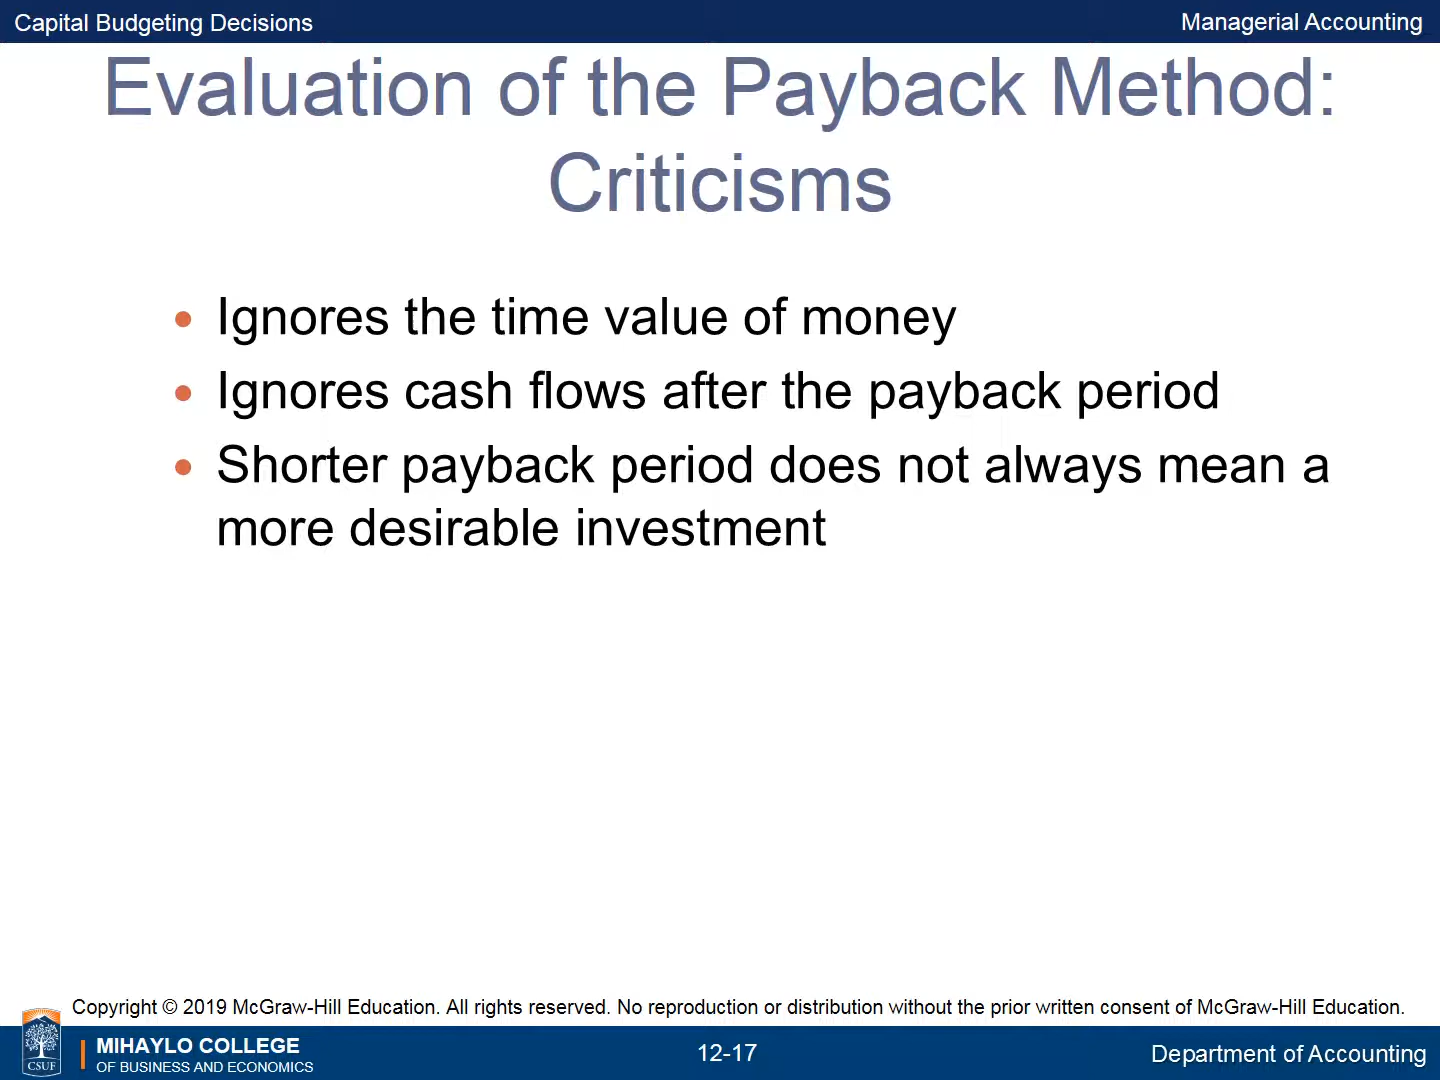 Capital Budgeting Decisions
Managerial Accounting
Evaluation of the Payback Method:
Criticisms
• Ignores the time value of money
• Ignores cash flows after the payback period
• Shorter payback period does not always mean a
more desirable investment
Copyright © 2019 McGraw-Hill Education. All rights reserved. No reproduction or distribution without the prior written consent of McGraw-Hill Education.
CSUF
MIHAYLO COLLEGE
OF BUSINESS AND ECONOMICS
12-17
Department of Accounting